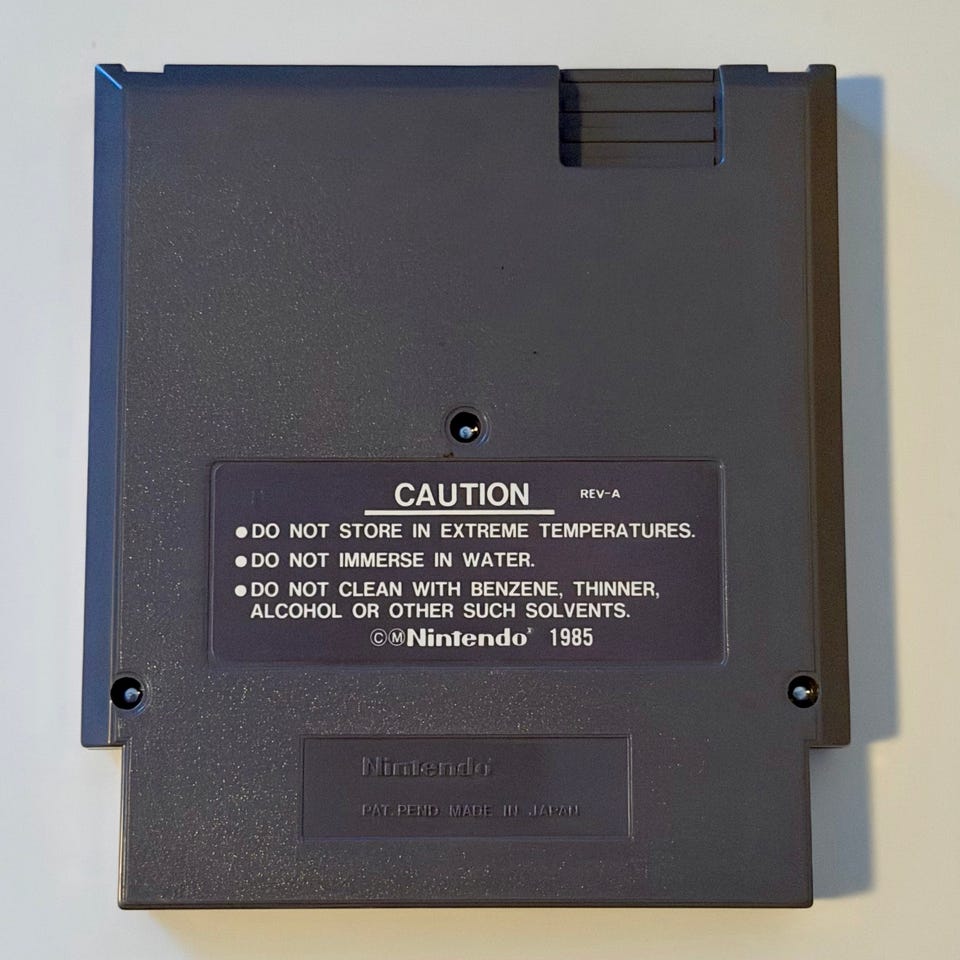 CAUTION REV-A
●DO NOT STORE IN EXTREME TEMPERATURES.
●DO NOT IMMERSE IN WATER.
●DO NOT CLEAN WITH BENZENE, THINNER,
ALCOHOL OR OTHER SUCH SOLVENTS.
ⒸⓂNintendo® 1985
Nintendo®
PAT. PEND MADE IN JAPAN